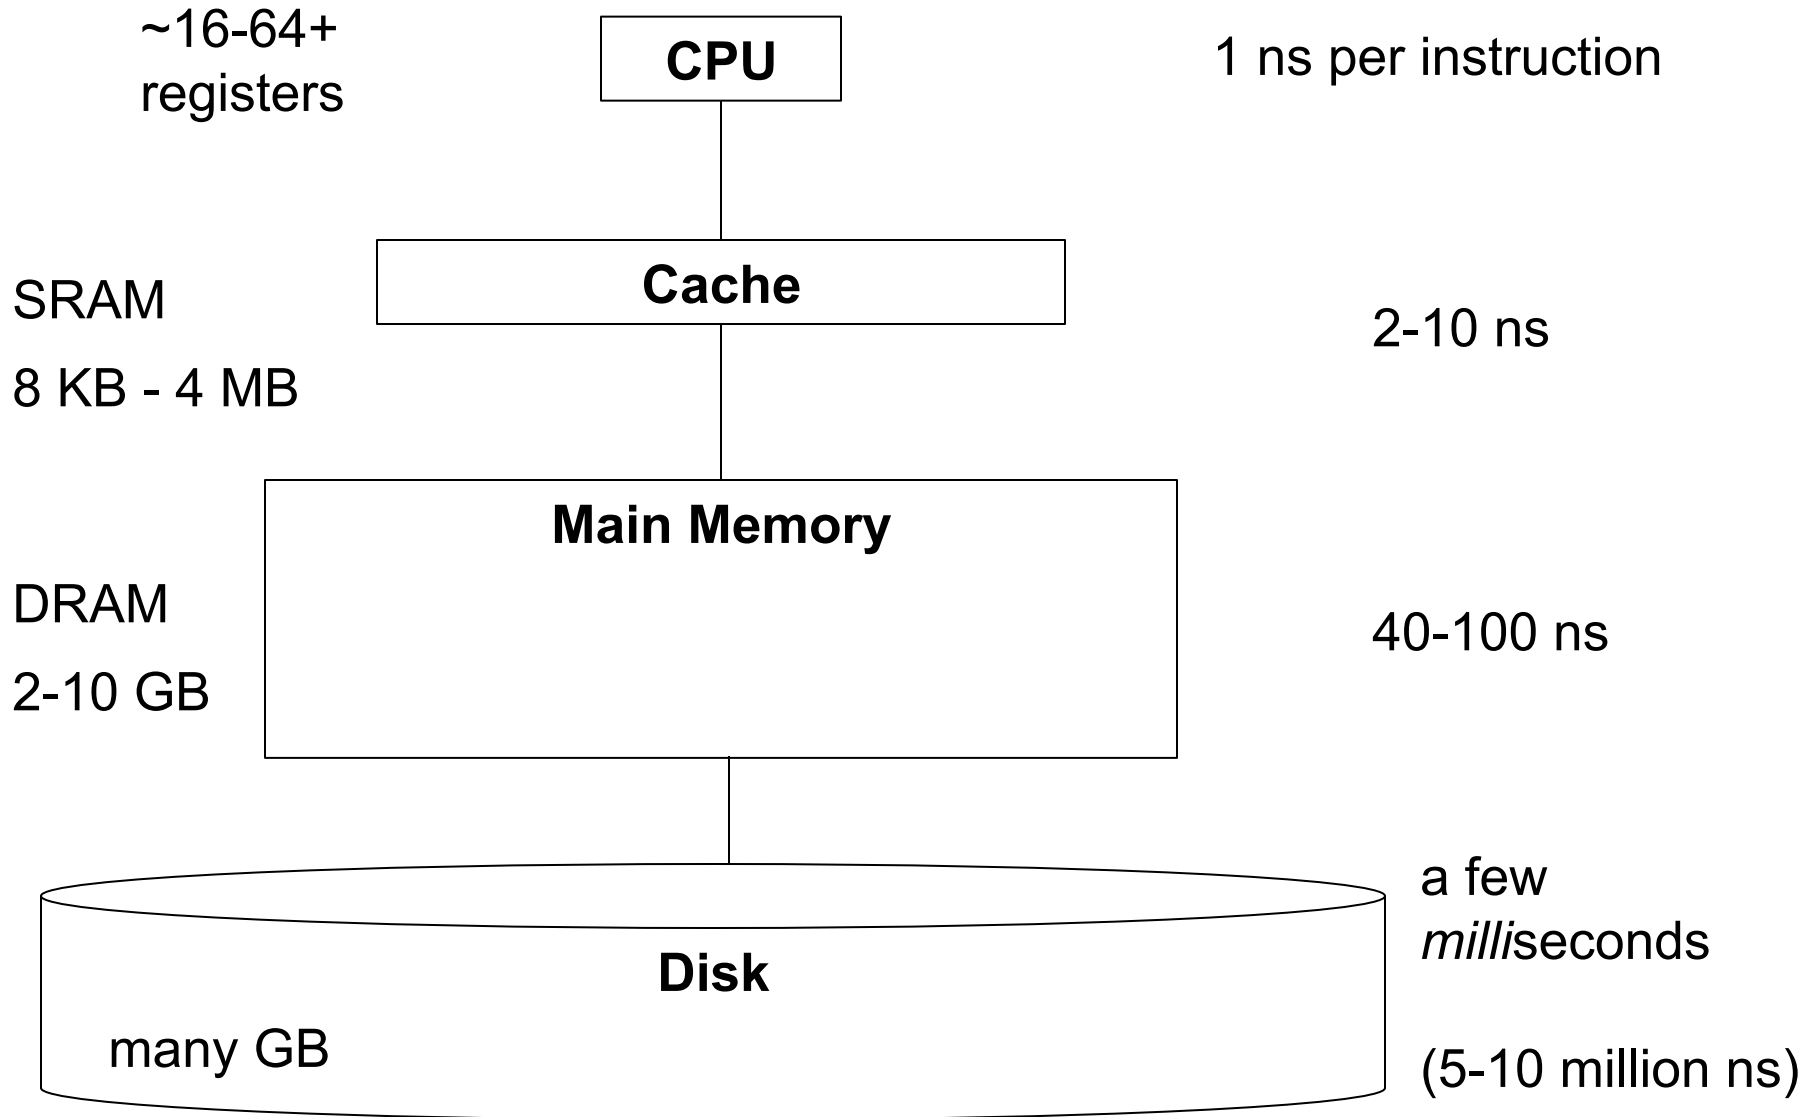 ~16-64+
registers
CPU
1 ns per instruction
Cache
SRAM
8 KB - 4 MB
2-10 ns
Main Memory
DRAM
2-10 GB
40-100 ns
a few
milliseconds
Disk
many GB
(5-10 million ns)